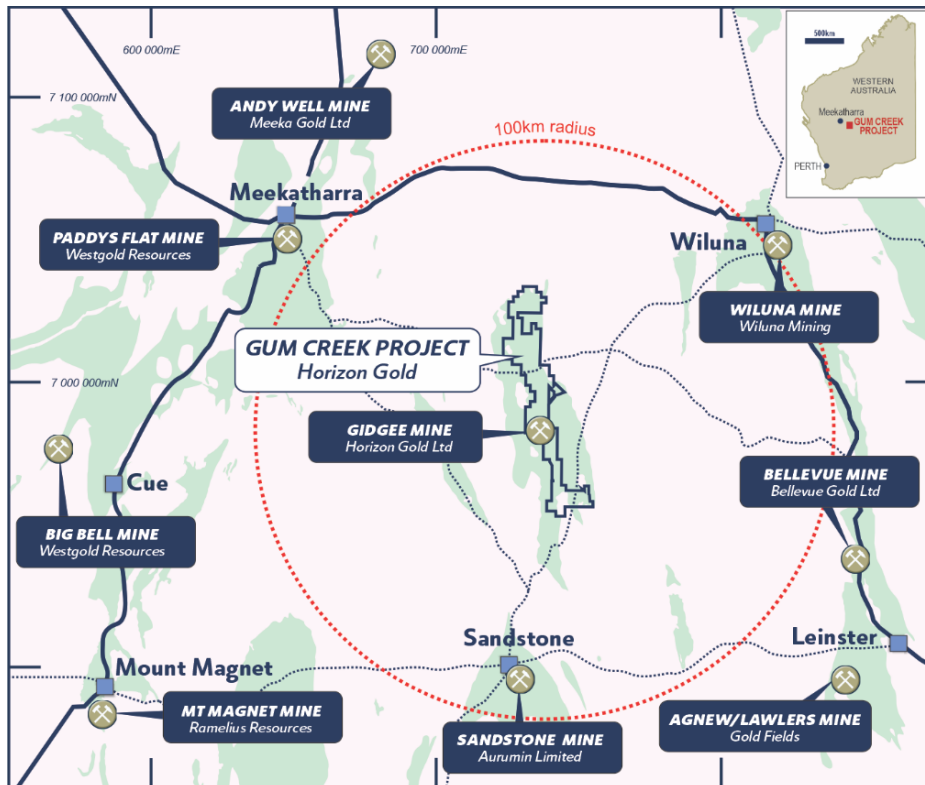 600 000mE
700 000mE
7 100 000mN
7 000 000mN
500km
WESTERN
AUSTRALIA
Meekatharra
GUM CREEK
PROJECT
PERTH
ANDY WELL MINE
Meeka Gold Ltd
100km radius
Meekatharra
PADDYS FLAT MINE
Westgold Resources
Wiluna
WILUNA MINE
Wiluna Mining
GUM CREEK PROJECT
Horizon Gold
GIDGEE MINE
Horizon Gold Ltd
BELLEVUE MINE
Bellevue Gold Ltd
Cue
BIG BELL MINE
Westgold Resources
Sandstone
Leinster
Mount Magnet
MT MAGNET MINE
Ramelius Resources
SANDSTONE MINE
Aurumin Limited
AGNEW/LAWLERS MINE
Gold Fields